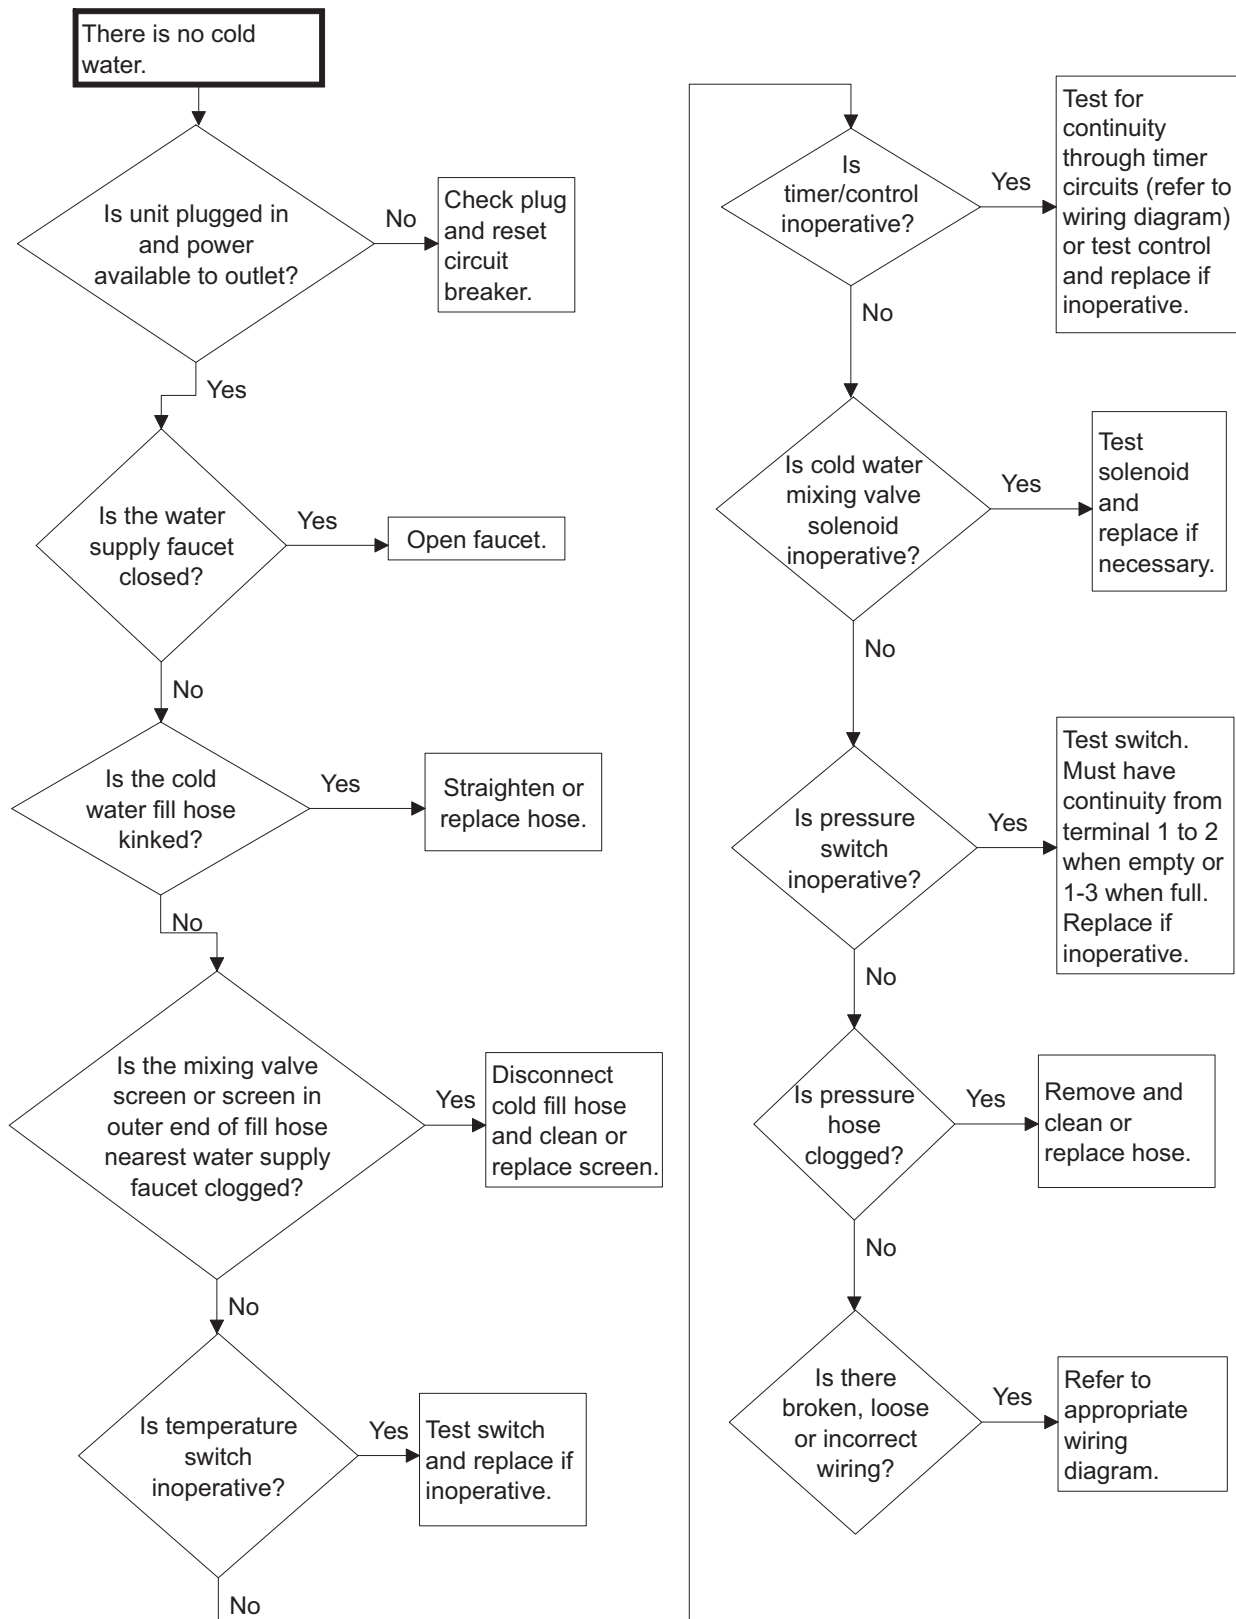 There is no cold
water.
Is unit plugged in
and power
available to outlet?
No
Check plug
and reset
circuit
breaker.
Yes
Is the water
supply faucet
closed?
Yes
Open faucet.
No
Is the cold
water fill hose
kinked?
Yes
Straighten or
replace hose.
No
Is the mixing valve
screen or screen in
outer end of fill hose
nearest water supply
faucet clogged?
Yes
Disconnect
cold fill hose
and clean or
replace screen.
No
Is temperature
switch
inoperative?
Yes
Test switch
and replace if
inoperative.
No
Is
timer/control
inoperative?
Yes
Test for
continuity
through timer
circuits (refer to
wiring diagram)
or test control
and replace if
inoperative.
No
Is cold water
mixing valve
solenoid
inoperative?
Yes
Test
solenoid
and
replace if
necessary.
No
Is pressure
switch
inoperative?
Yes
Test switch.
Must have
continuity from
terminal 1 to 2
when empty or
1-3 when full.
Replace if
inoperative.
No
Is pressure
hose
clogged?
Yes
Remove and
clean or
replace hose.
No
Is there
broken, loose
or incorrect
wiring?
Yes
Refer to
appropriate
wiring
diagram.